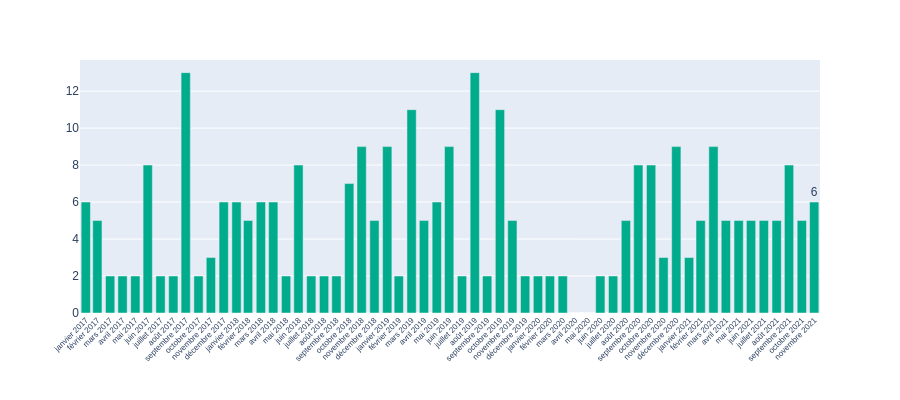 12
10
8
6
4
2
0
6
janvier 2017
février 2017
mars 2017
avril 2017
mai 2017
juin 2017
juillet 2017
août 2017
septembre 2017
octobre 2017
novembre 2017
décembre 2017
janvier 2018
février 2018
mars 2018
avril 2018
mai 2018
juin 2018
juillet 2018
août 2018
septembre 2018
octobre 2018
novembre 2018
décembre 2018
janvier 2019
février 2019
mars 2019
avril 2019
mai 2019
juin 2019
juillet 2019
août 2019
septembre 2019
octobre 2019
novembre 2019
décembre 2019
janvier 2020
février 2020
mars 2020
avril 2020
mai 2020
juin 2020
juillet 2020
août 2020
septembre 2020
octobre 2020
novembre 2020
décembre 2020
janvier 2021
février 2021
mars 2021
avril 2021
mai 2021
juin 2021
juillet 2021
août 2021
septembre 2021
octobre 2021
novembre 2021